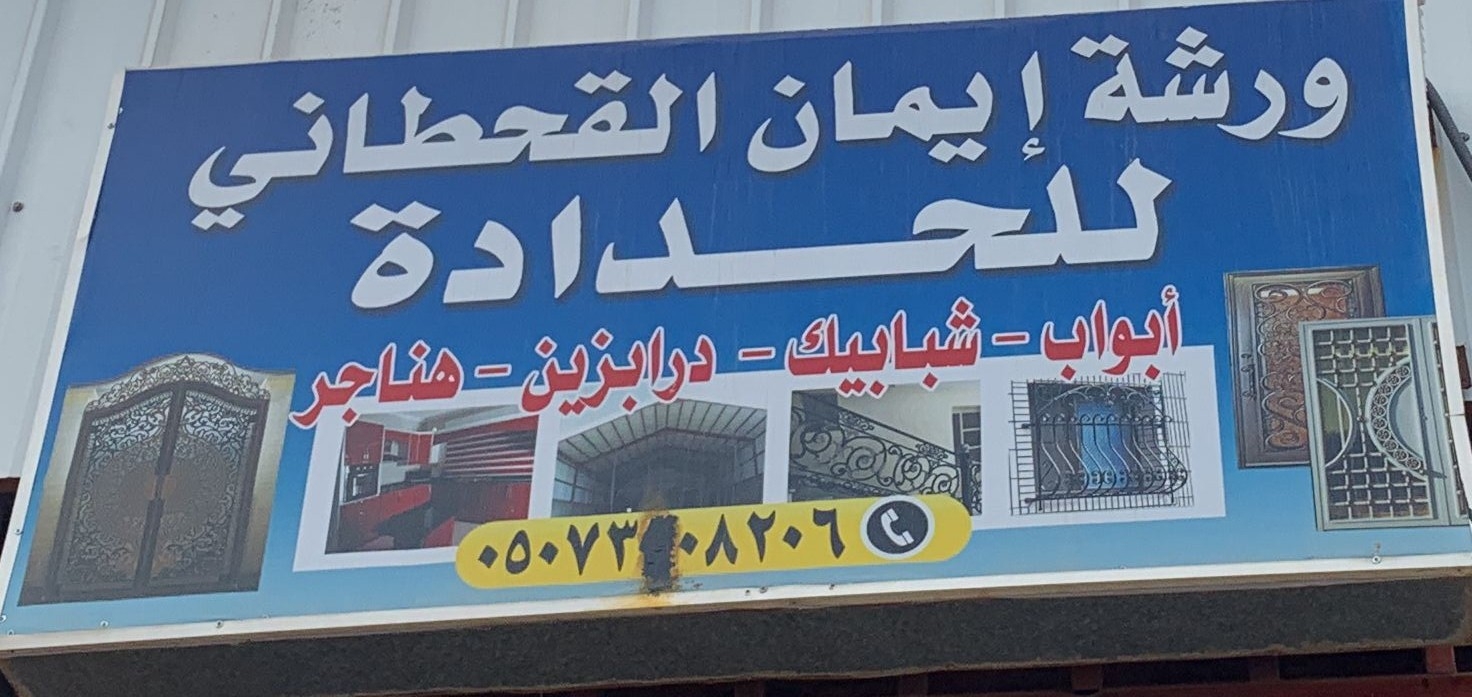 ورشة إيمان القحطاني
للحدادة
أبواب - شبابيك - درابزين - هناجر